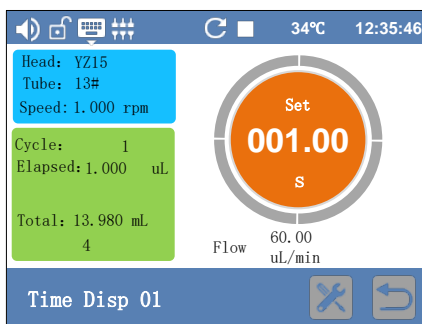 34℃ 12:35:46
Head: YZ15
Tube: 13#
Speed: 1.000 rpm
Cycle: 1
Elapsed: 1.000 uL
Total: 13.980 mL
4
Set
001.00
S
Flow 60.00
uL/min
Time Disp 01